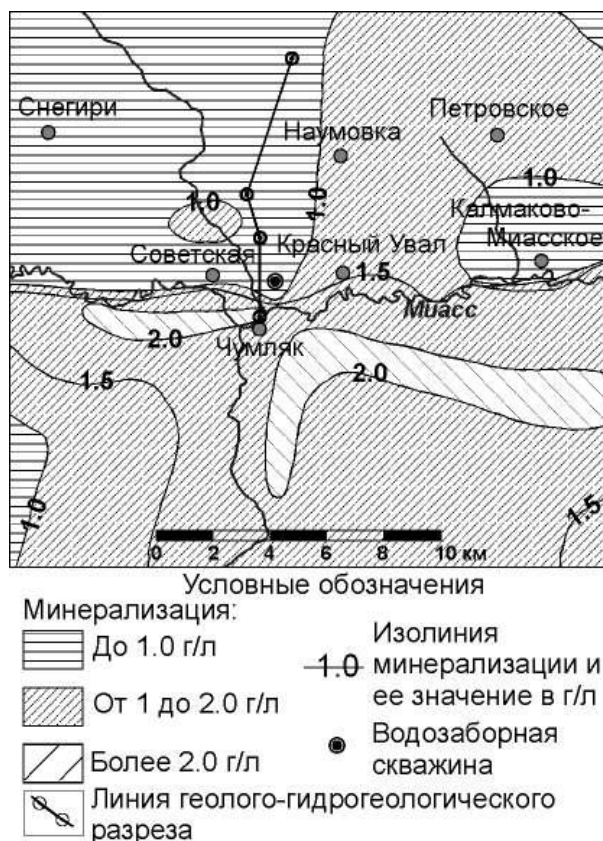 Снегири
Наумовка
Петровское
1.0
1.0
1.0
Калмаково-
Миасское
Советская
Красный Увал
1.5
Миасс
2.0
Чумляк
2.0
1.5
1.0
1.5
0 2 4 6 8 10 км
Условные обозначения
Минерализация:
До 1.0 г/л
От 1 до 2.0 г/л
Более 2.0 г/л
Линия геолого-гидрогеологического
разреза
1.0
Изолиния
минерализации и
ее значение в г/л
Водозаборная
скважина